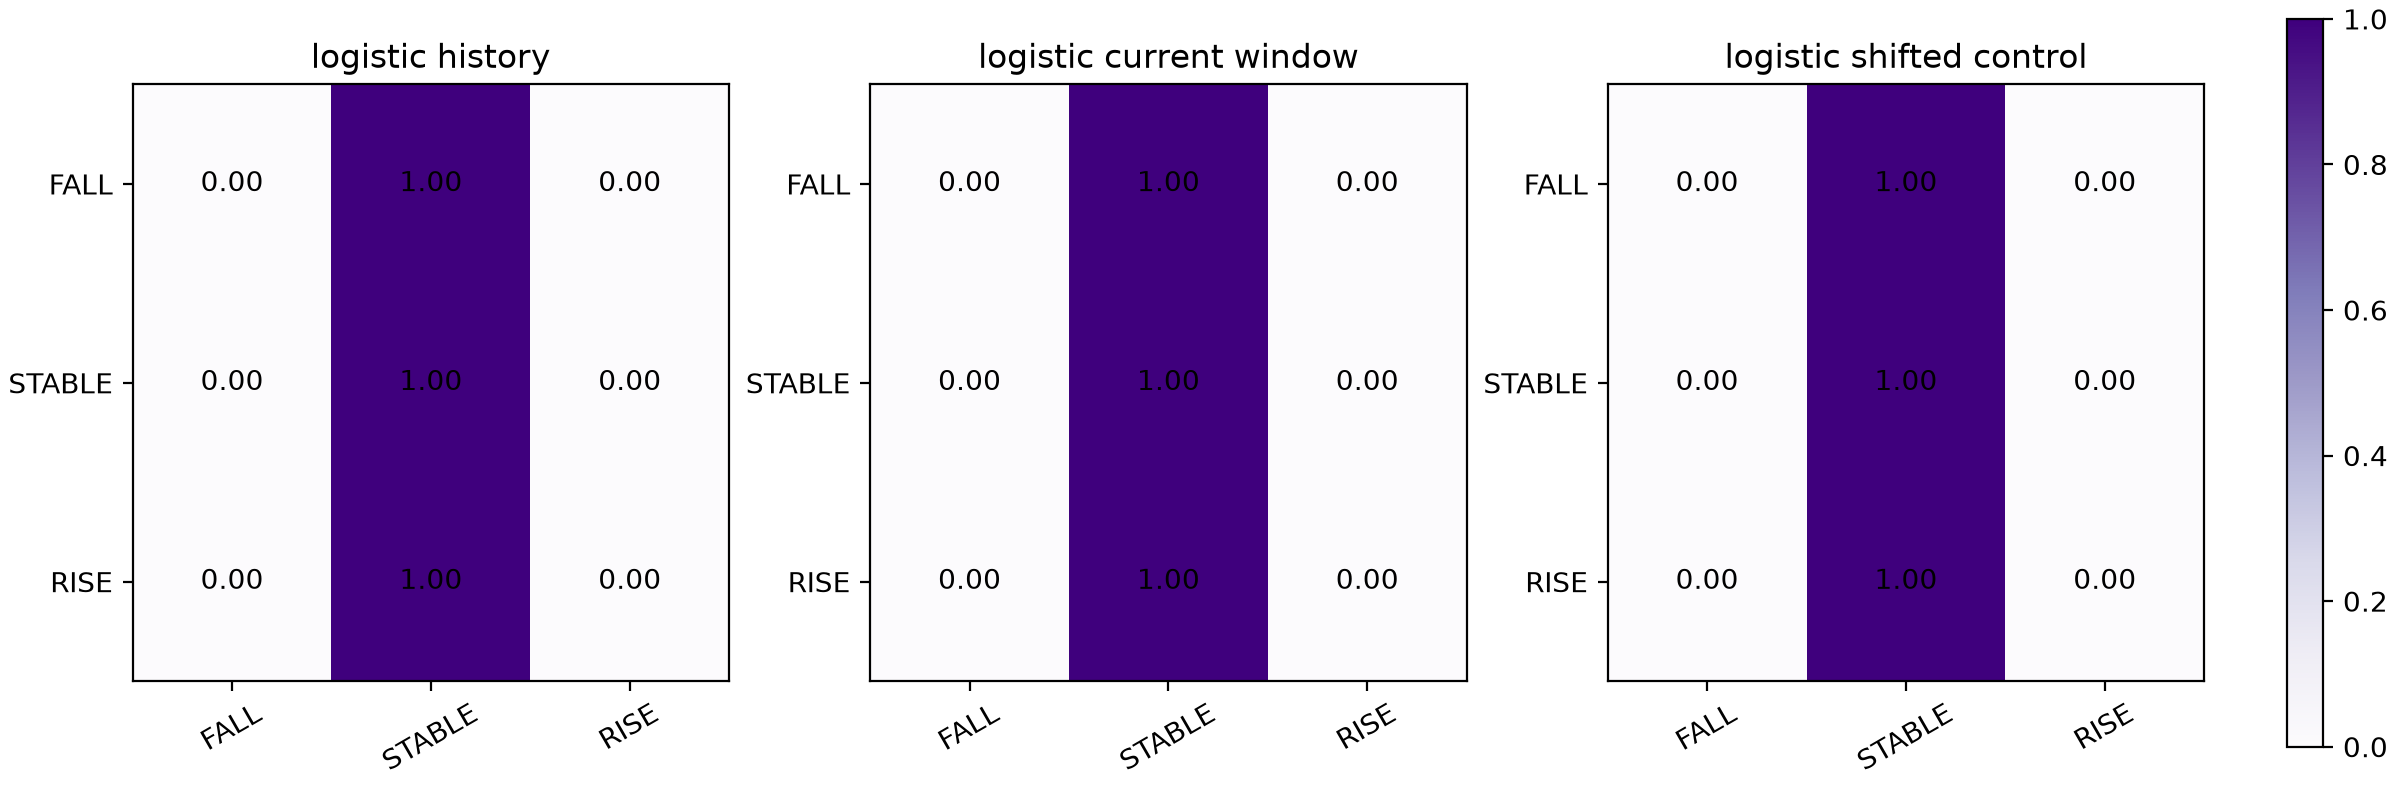 logistic history
FALL 0.00 1.00 0.00
STABLE 0.00 1.00 0.00
RISE 0.00 1.00 0.00
FALL STABLE RISE
logistic current window
FALL 0.00 1.00 0.00
STABLE 0.00 1.00 0.00
RISE 0.00 1.00 0.00
FALL STABLE RISE
logistic shifted control
FALL 0.00 1.00 0.00
STABLE 0.00 1.00 0.00
RISE 0.00 1.00 0.00
FALL STABLE RISE
1.0
0.8
0.6
0.4
0.2
0.0